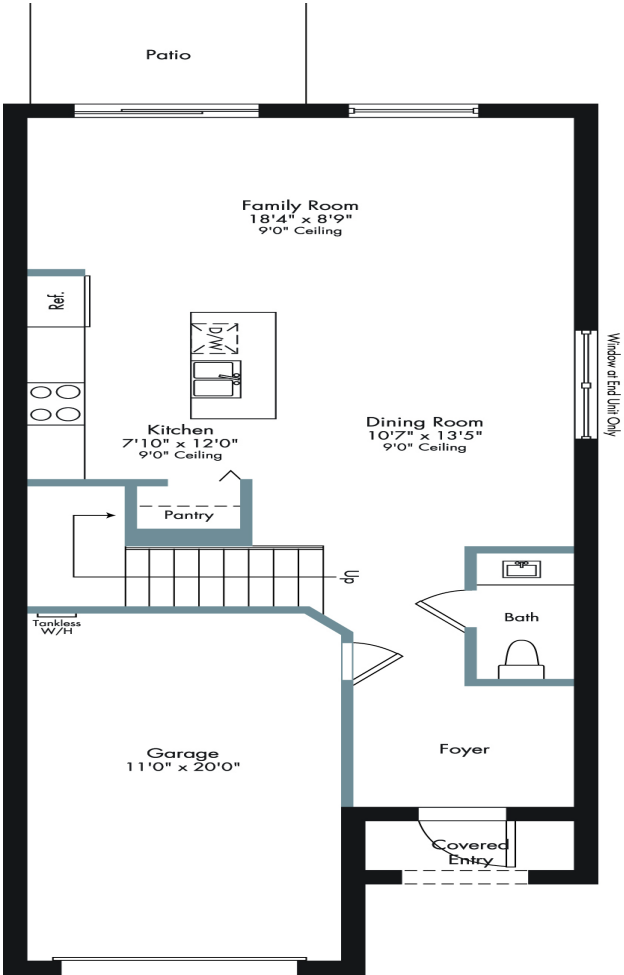 Patio
Family Room
18'4" x 8'9"
9'0" Ceiling
Ref.
D/W
Window at End Unit Only
Kitchen
7'10" x 12'0"
9'0" Ceiling
Dining Room
10'7" x 13'5"
9'0" Ceiling
Pantry
Up
Bath
Tankless
W/H
Garage
11'0" x 20'0"
Foyer
Covered
Entry